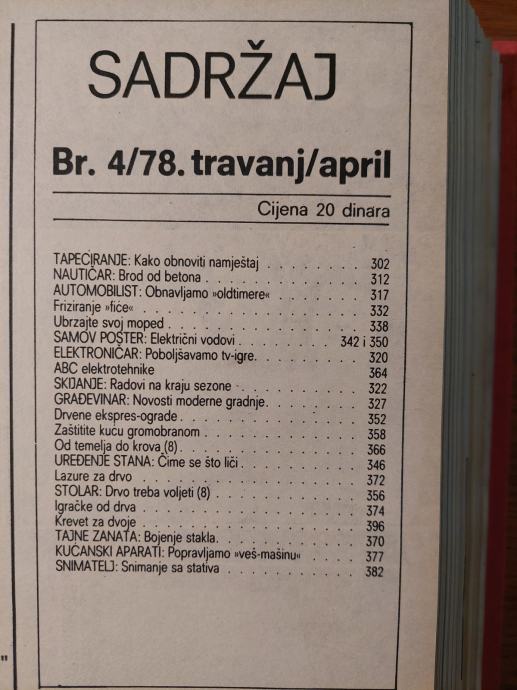 SADRŽAJ
Br. 4/78. travanj/april
Cijena 20 dinara
TAPECIRANJE: Kako obnoviti namještaj . . . . . . . . . 302
NAUTIČAR: Brod od betona . . . . . . . . . . . . . 312
AUTOMOBILIST: Obnavljamo »oldtimere« . . . . . . . . 317
Friziranje »fiće« . . . . . . . . . . . . . . . . . 332
Ubrzajte svoj moped . . . . . . . . . . . . . . . 338
SAMOV POSTER: Električni vodovi . . . . . . . . 342 i 350
ELEKTRONIČAR: Poboljšavamo tv-igre. . . . . . . . . . 320
ABC elektrotehnike . . . . . . . . . . . . . . . 364
SKIJANJE: Radovi na kraju sezone . . . . . . . . . . 322
GRAĐEVINAR: Novosti moderne gradnje. . . . . . . . . 327
Drvene ekspres-ograde . . . . . . . . . . . . . . 352
Zaštitite kuću gromobranom . . . . . . . . . . . . 358
Od temelja do krova (8) . . . . . . . . . . . . . . 366
UREĐENJE STANA: Čime se što liči . . . . . . . . . . 346
Lazure za drvo . . . . . . . . . . . . . . . . . 372
STOLAR: Drvo treba voljeti (8) . . . . . . . . . . . . 356
Igračke od drva . . . . . . . . . . . . . . . . . 374
Krevet za dvoje . . . . . . . . . . . . . . . . . 396
TAJNE ZANATA: Bojenje stakla. . . . . . . . . . . . 370
KUĆANSKI APARATI: Popravljamo »veš-mašinu« . . . . . . 377
SNIMATELJ: Snimanje sa stativa . . . . . . . . . . . 382
"